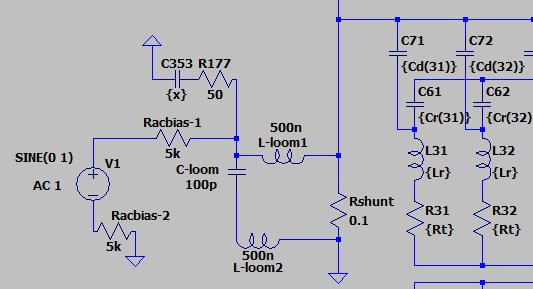 C71
C72
C353 R177
{Cd(31)}
{Cd(32)}
{x}
50
C61
C62
{Cr(31)}
{Cr(32)
Racbias-1
500n
L-loom1
5k
SINE(0 1)
V1
C-loom
L31
L32
AC 1
100p
{Lr}
{Lr}
Rshunt
Racbias-2
0.1
R31
R32
5k
{Rt}
{Rt}
500n
L-loom2